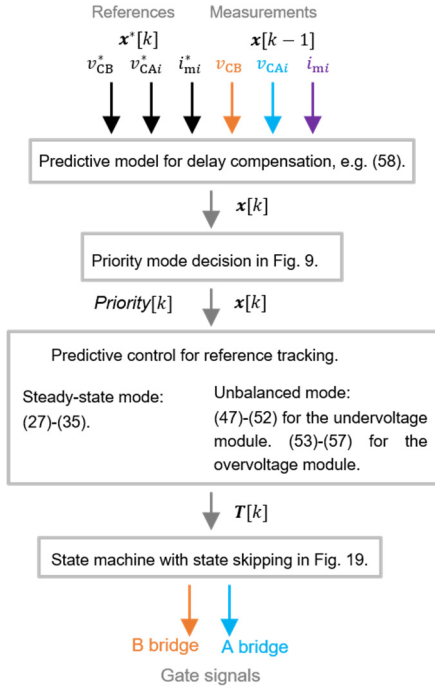 References Measurements
x*[k] x[k − 1]
v*CB v*CAi i*mi vCB vCAi imi
Predictive model for delay compensation, e.g. (58).
x[k]
Priority mode decision in Fig. 9.
Priority[k] x[k]
Predictive control for reference tracking.
Steady-state mode:
(27)-(35).
Unbalanced mode:
(47)-(52) for the undervoltage
module. (53)-(57) for the
overvoltage module.
T[k]
State machine with state skipping in Fig. 19.
B bridge A bridge
Gate signals